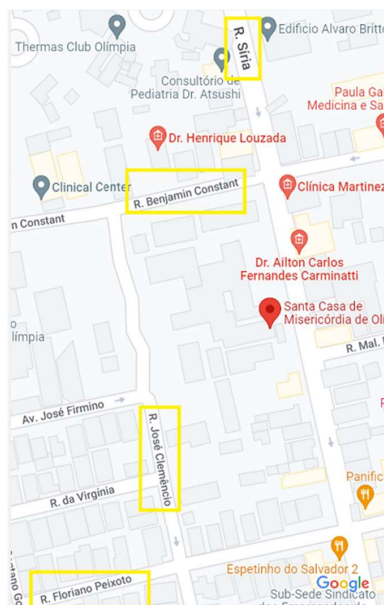 Edificio Alvaro Britto
R. Síria
Thermas Club Olímpia
Consultório de
Pediatria Dr. Atsushi
Paula Ga
Medicina e Sa
Dr. Henrique Louzada
Clinical Center
R. Benjamin Constant
Clínica Martinez
n Constant
Dr. Ailton Carlos
Fernandes Carminatti
Santa Casa de
Misericórdia de Olí
o
límpia
R. Mal.
Av. José Firmino
R. José Clemêncio
R. da Virgínia
Panific
Espetinho do Salvador 2
Google
R. Floriano Peixoto
Sub-Sede Sindicato